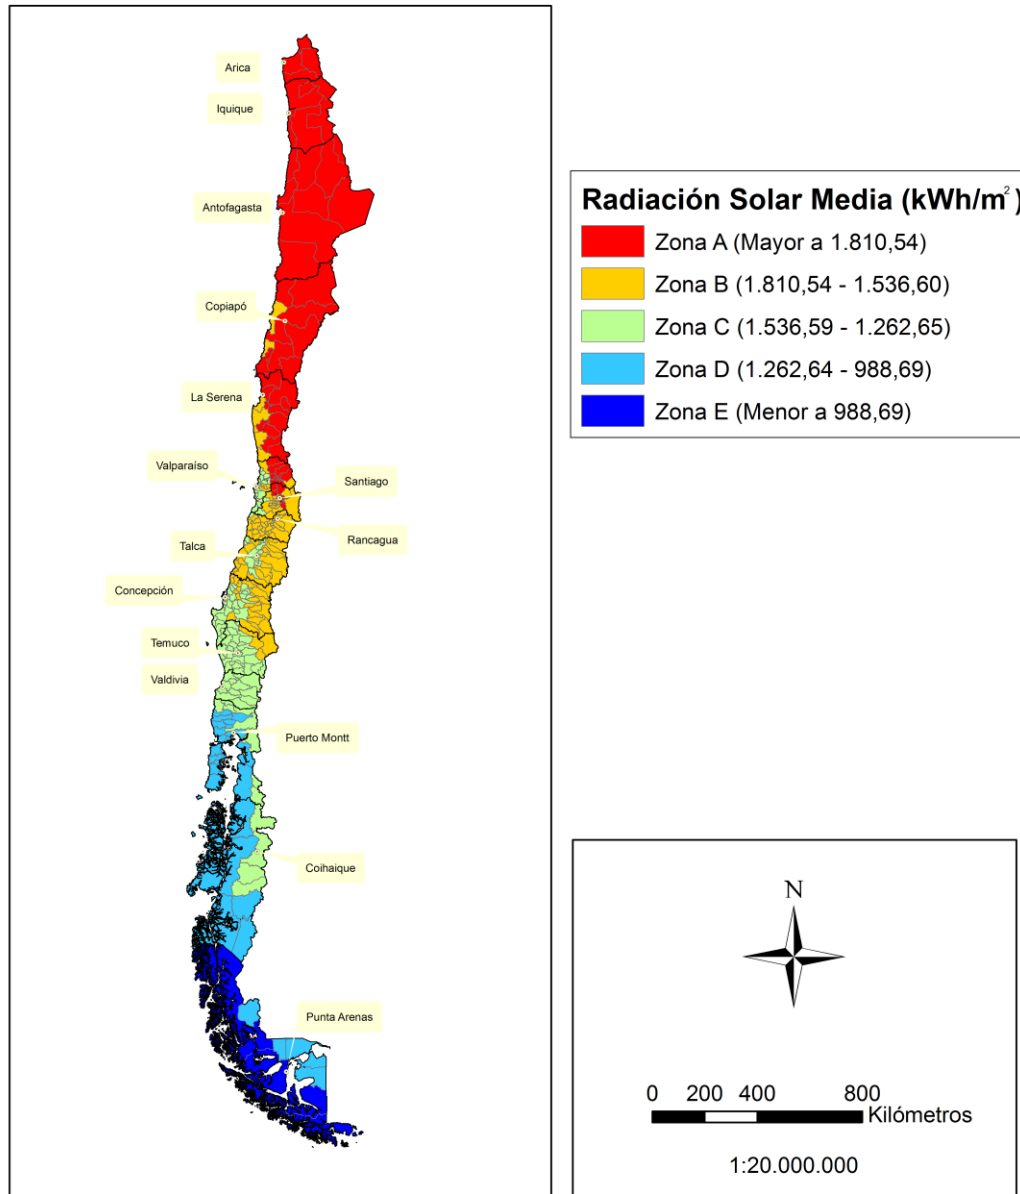 Arica
Iquique
Antofagasta
Copiapó
La Serena
Valparaíso
Santiago
Rancagua
Talca
Concepción
Temuco
Valdivia
Puerto Montt
Coihaique
Punta Arenas
Radiación Solar Media (kWh/m²)
Zona A (Mayor a 1.810,54)
Zona B (1.810,54 - 1.536,60)
Zona C (1.536,59 - 1.262,65)
Zona D (1.262,64 - 988,69)
Zona E (Menor a 988,69)
N
0 200 400 800
Kilómetros
1:20.000.000